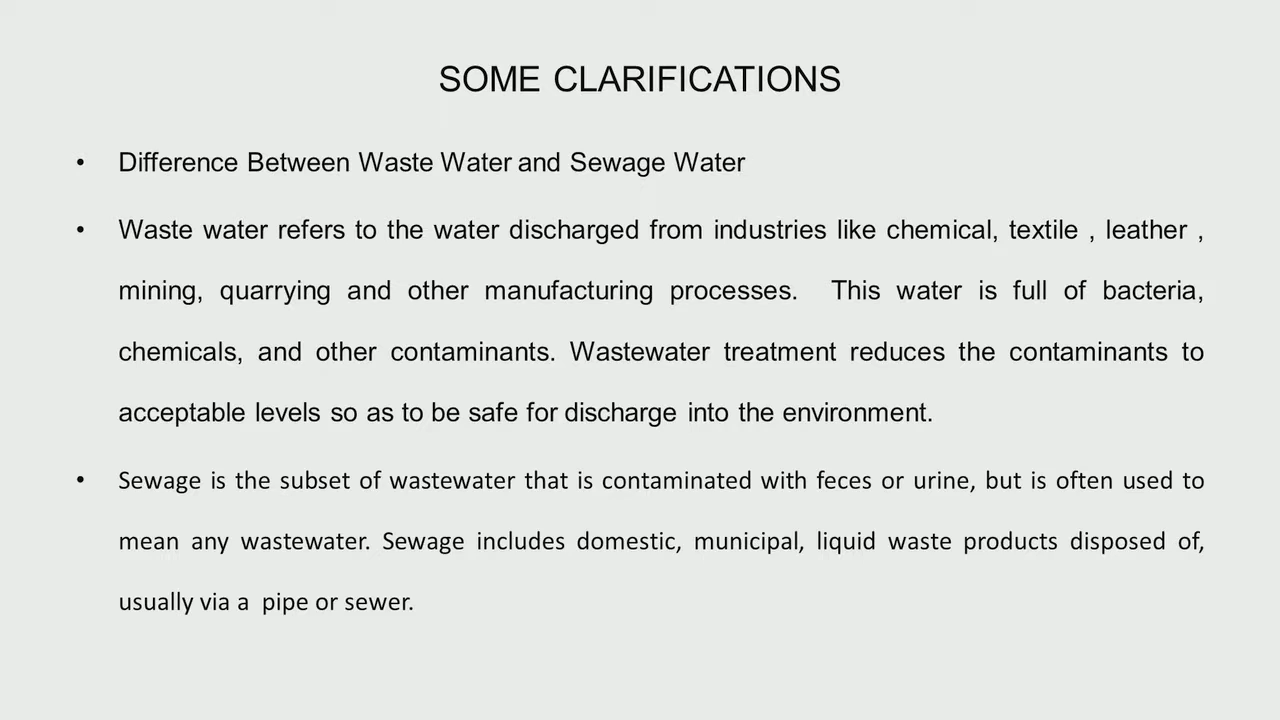 SOME CLARIFICATIONS
• Difference Between Waste Water and Sewage Water
• Waste water refers to the water discharged from industries like chemical, textile , leather ,
mining, quarrying and other manufacturing processes.  This water is full of bacteria,
chemicals, and other contaminants. Wastewater treatment reduces the contaminants to
acceptable levels so as to be safe for discharge into the environment.
• Sewage is the subset of wastewater that is contaminated with feces or urine, but is often used to
mean any wastewater. Sewage includes domestic, municipal, liquid waste products disposed of,
usually via a  pipe or sewer.